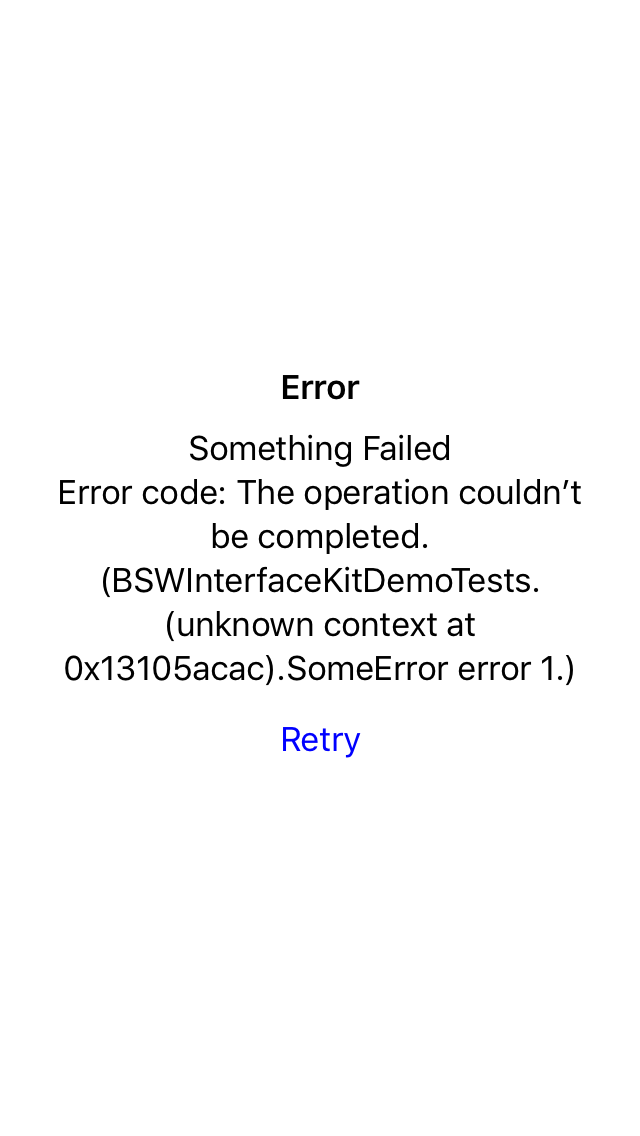 Error
Something Failed
Error code: The operation couldn’t
be completed.
(BSWInterfaceKitDemoTests.
(unknown context at
0x13105acac).SomeError error 1.)
Retry